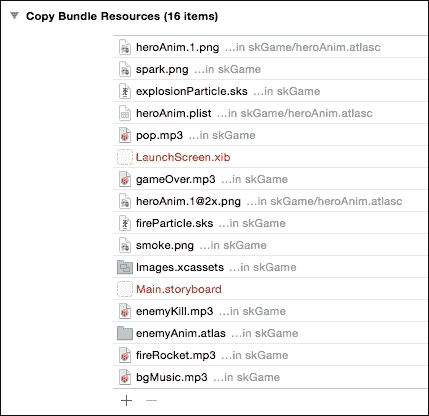 Copy Bundle Resources (16 items)
heroAnim.1.png ...in skGame/heroAnim.atlasc
spark.png ...in skGame
explosionParticle.sks ...in skGame
heroAnim.plist ...in skGame/heroAnim.atlasc
pop.mp3 ...in skGame
LaunchScreen.xib
gameOver.mp3 ...in skGame
heroAnim.1@2x.png ...in skGame/heroAnim.atlasc
fireParticle.sks ...in skGame
smoke.png ...in skGame
Images.xcassets ...in skGame
Main.storyboard
enemyKill.mp3 ...in skGame
enemyAnim.atlas ...in skGame
fireRocket.mp3 ...in skGame
bgMusic.mp3 ...in skGame